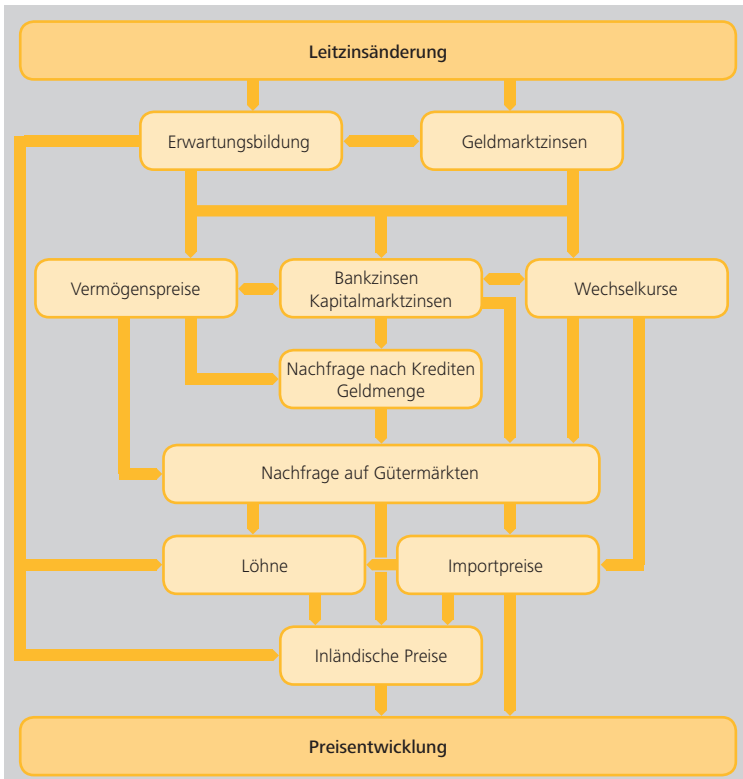 Leitzinsänderung
Erwartungsbildung
Geldmarktzinsen
Vermögenspreise
Bankzinsen
Kapitalmarktzinsen
Wechselkurse
Nachfrage nach Krediten
Geldmenge
Nachfrage auf Gütermärkten
Löhne
Importpreise
Inländische Preise
Preisentwicklung